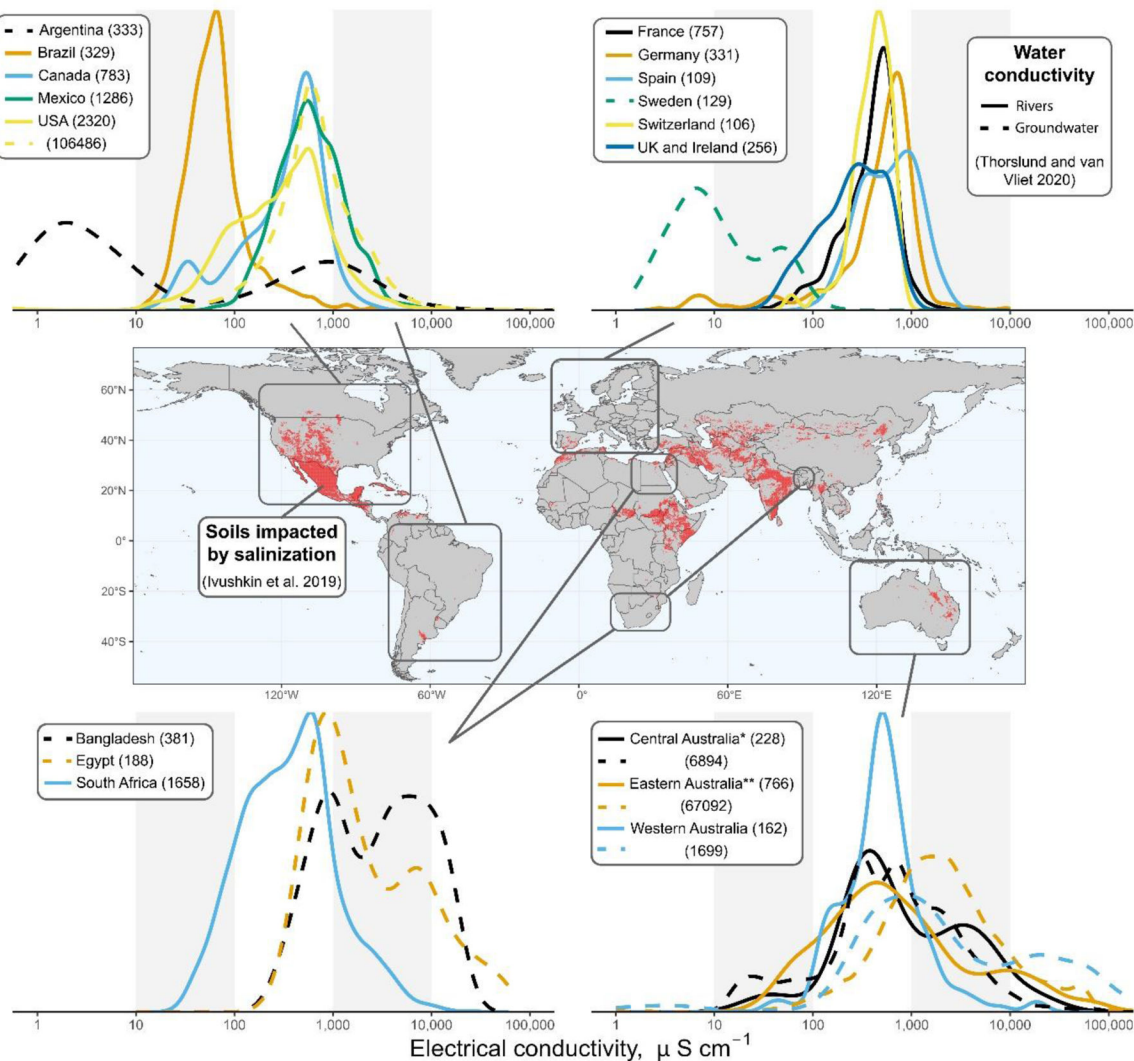 Argentina (333)
Brazil (329)
Canada (783)
Mexico (1286)
USA (2320)
(106486)
1 10 100 1,000 10,000 100,000
France (757)
Germany (331)
Spain (109)
Sweden (129)
Switzerland (106)
UK and Ireland (256)
Water
conductivity
Rivers
Groundwater
(Thorslund and van
Vliet 2020)
1 10 100 1,000 10,000 100,000
60°N
40°N
20°N
0°
20°S
40°S
Soils impacted
by salinization
(Ivushkin et al. 2019)
120°W 60°W 0° 60°E 120°E
Bangladesh (381)
Egypt (188)
South Africa (1658)
1 10 100 1,000 10,000 100,000
Central Australia* (228)
(6894)
Eastern Australia** (766)
(67092)
Western Australia (162)
(1699)
1 10 100 1,000 10,000 100,000
Electrical conductivity, μ S cm⁻¹